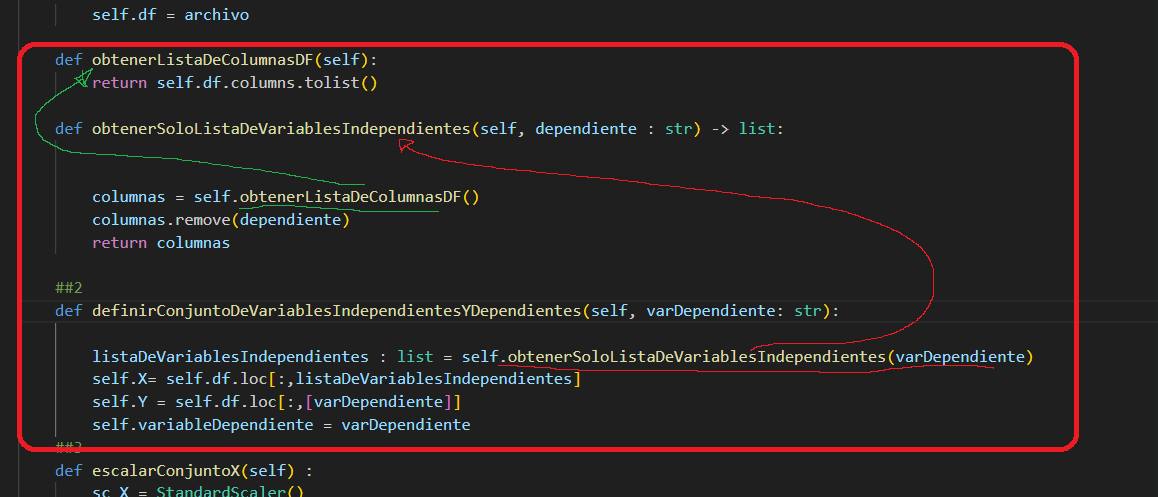 self.df = archivo
def obtenerListaDeColumnasDF(self):
return self.df.columns.tolist()
def obtenerSoloListaDeVariablesIndependientes(self, dependiente : str) -> list:
columnas = self.obtenerListaDeColumnasDF()
columnas.remove(dependiente)
return columnas
##2
def definirConjuntoDeVariablesIndependientesYDependientes(self, varDependiente: str):
listaDeVariablesIndependientes : list = self.obtenerSoloListaDeVariablesIndependientes(varDependiente)
self.X= self.df.loc[:,listaDeVariablesIndependientes]
self.Y = self.df.loc[:,[varDependiente]]
self.variableDependiente = varDependiente
def escalarConjuntoX(self) :
sc_X = StandardScaler()